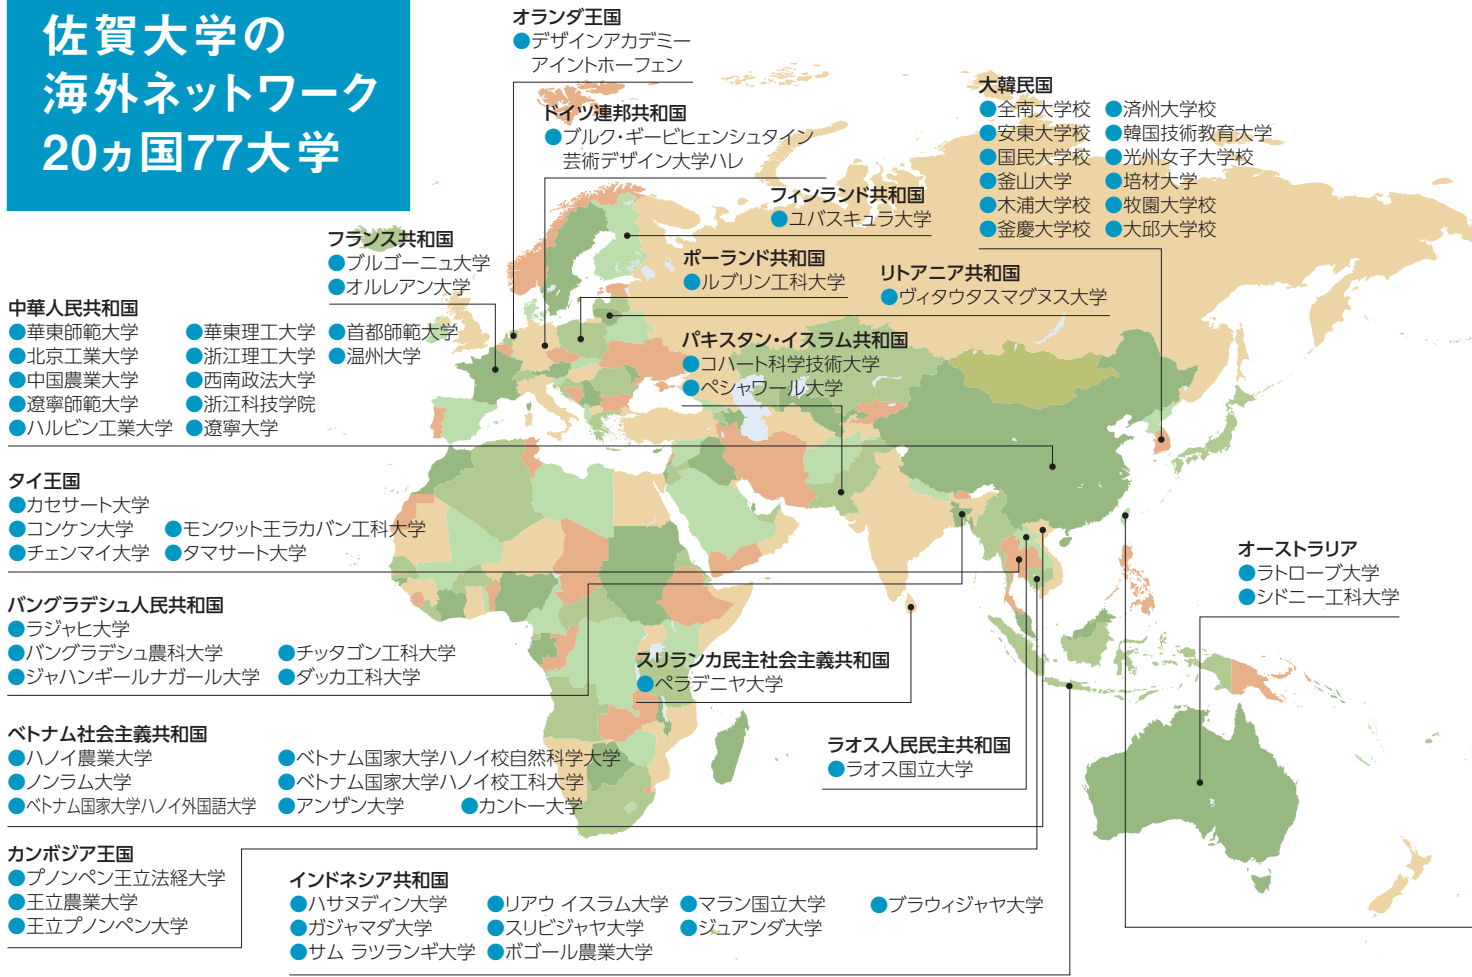 佐賀大学の
海外ネットワーク
20ヵ国77大学
オランダ王国
●デザインアカデミー
アイントホーフェン
ドイツ連邦共和国
●ブルク・ギービヒェンシュタイン
芸術デザイン大学ハレ
フィンランド共和国
●ユバスキュラ大学
大韓民国
●全南大学校 ●済州大学校
●安東大学校 ●韓国技術教育大学
●国民大学校 ●光州女子大学校
●釜山大学 ●培材大学
●木浦大学校 ●牧園大学校
●釜慶大学校 ●大邱大学校
フランス共和国
●ブルゴーニュ大学
●オルレアン大学
ポーランド共和国
●ルブリン工科大学
リトアニア共和国
●ヴィタウタスマグヌス大学
中華人民共和国
●華東師範大学 ●華東理工大学 ●首都師範大学
●北京工業大学 ●浙江理工大学 ●温州大学
●中国農業大学 ●西南政法大学
●遼寧師範大学 ●浙江科技学院
●ハルビン工業大学 ●遼寧大学
パキスタン・イスラム共和国
●コハート科学技術大学
●ペシャワール大学
タイ王国
●カセサート大学
●コンケン大学 ●モンクット王ラカバン工科大学
●チェンマイ大学 ●タマサート大学
オーストラリア
●ラトローブ大学
●シドニー工科大学
バングラデシュ人民共和国
●ラジャヒ大学
●バングラデシュ農科大学 ●チッタゴン工科大学
●ジャハンギールナガール大学 ●ダッカ工科大学
スリランカ民主社会主義共和国
●ペラデニヤ大学
ベトナム社会主義共和国
●ハノイ農業大学 ●ベトナム国家大学ハノイ校自然科学大学
●ノンラム大学 ●ベトナム国家大学ハノイ校工科大学
●ベトナム国家大学ハノイ外国語大学 ●アンザン大学 ●カントー大学
ラオス人民民主共和国
●ラオス国立大学
カンボジア王国
●プノンペン王立法経大学
●王立農業大学
●王立プノンペン大学
インドネシア共和国
●ハサヌディン大学 ●リアウ イスラム大学 ●マラン国立大学 ●ブラウィジャヤ大学
●ガジャマダ大学 ●スリビジャヤ大学 ●ジュアンダ大学
●サム ラツランギ大学 ●ボゴール農業大学